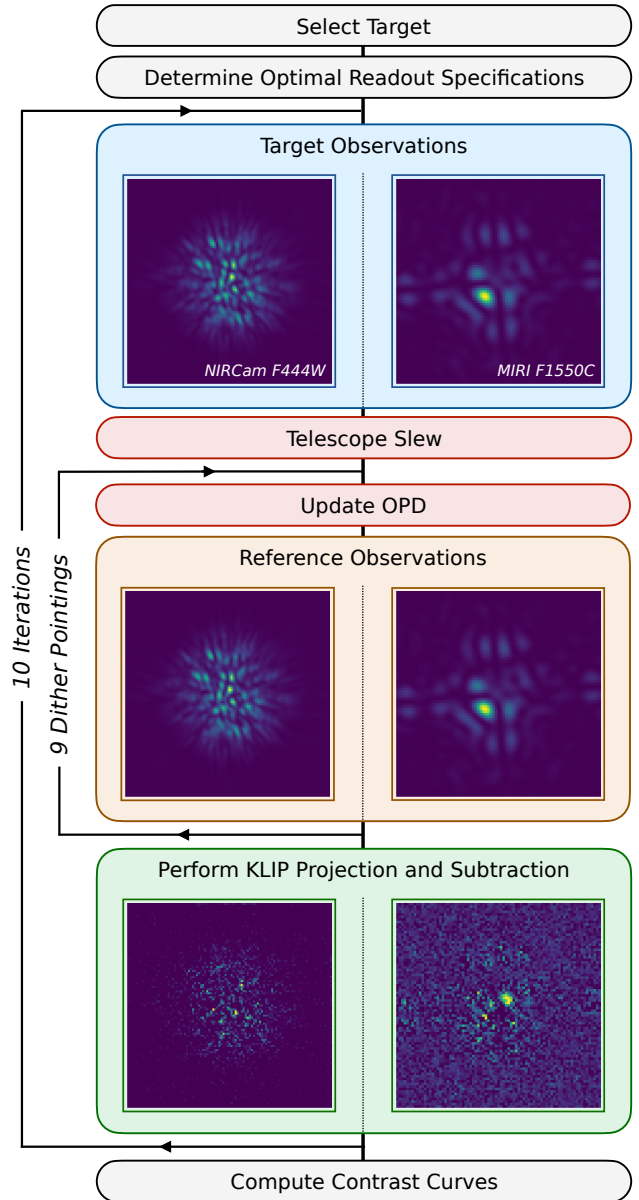 Select Target
Determine Optimal Readout Specifications
Target Observations
NIRCam F444W
MIRI F1550C
Telescope Slew
Update OPD
Reference Observations
10 Iterations
9 Dither Pointings
Perform KLIP Projection and Subtraction
Compute Contrast Curves